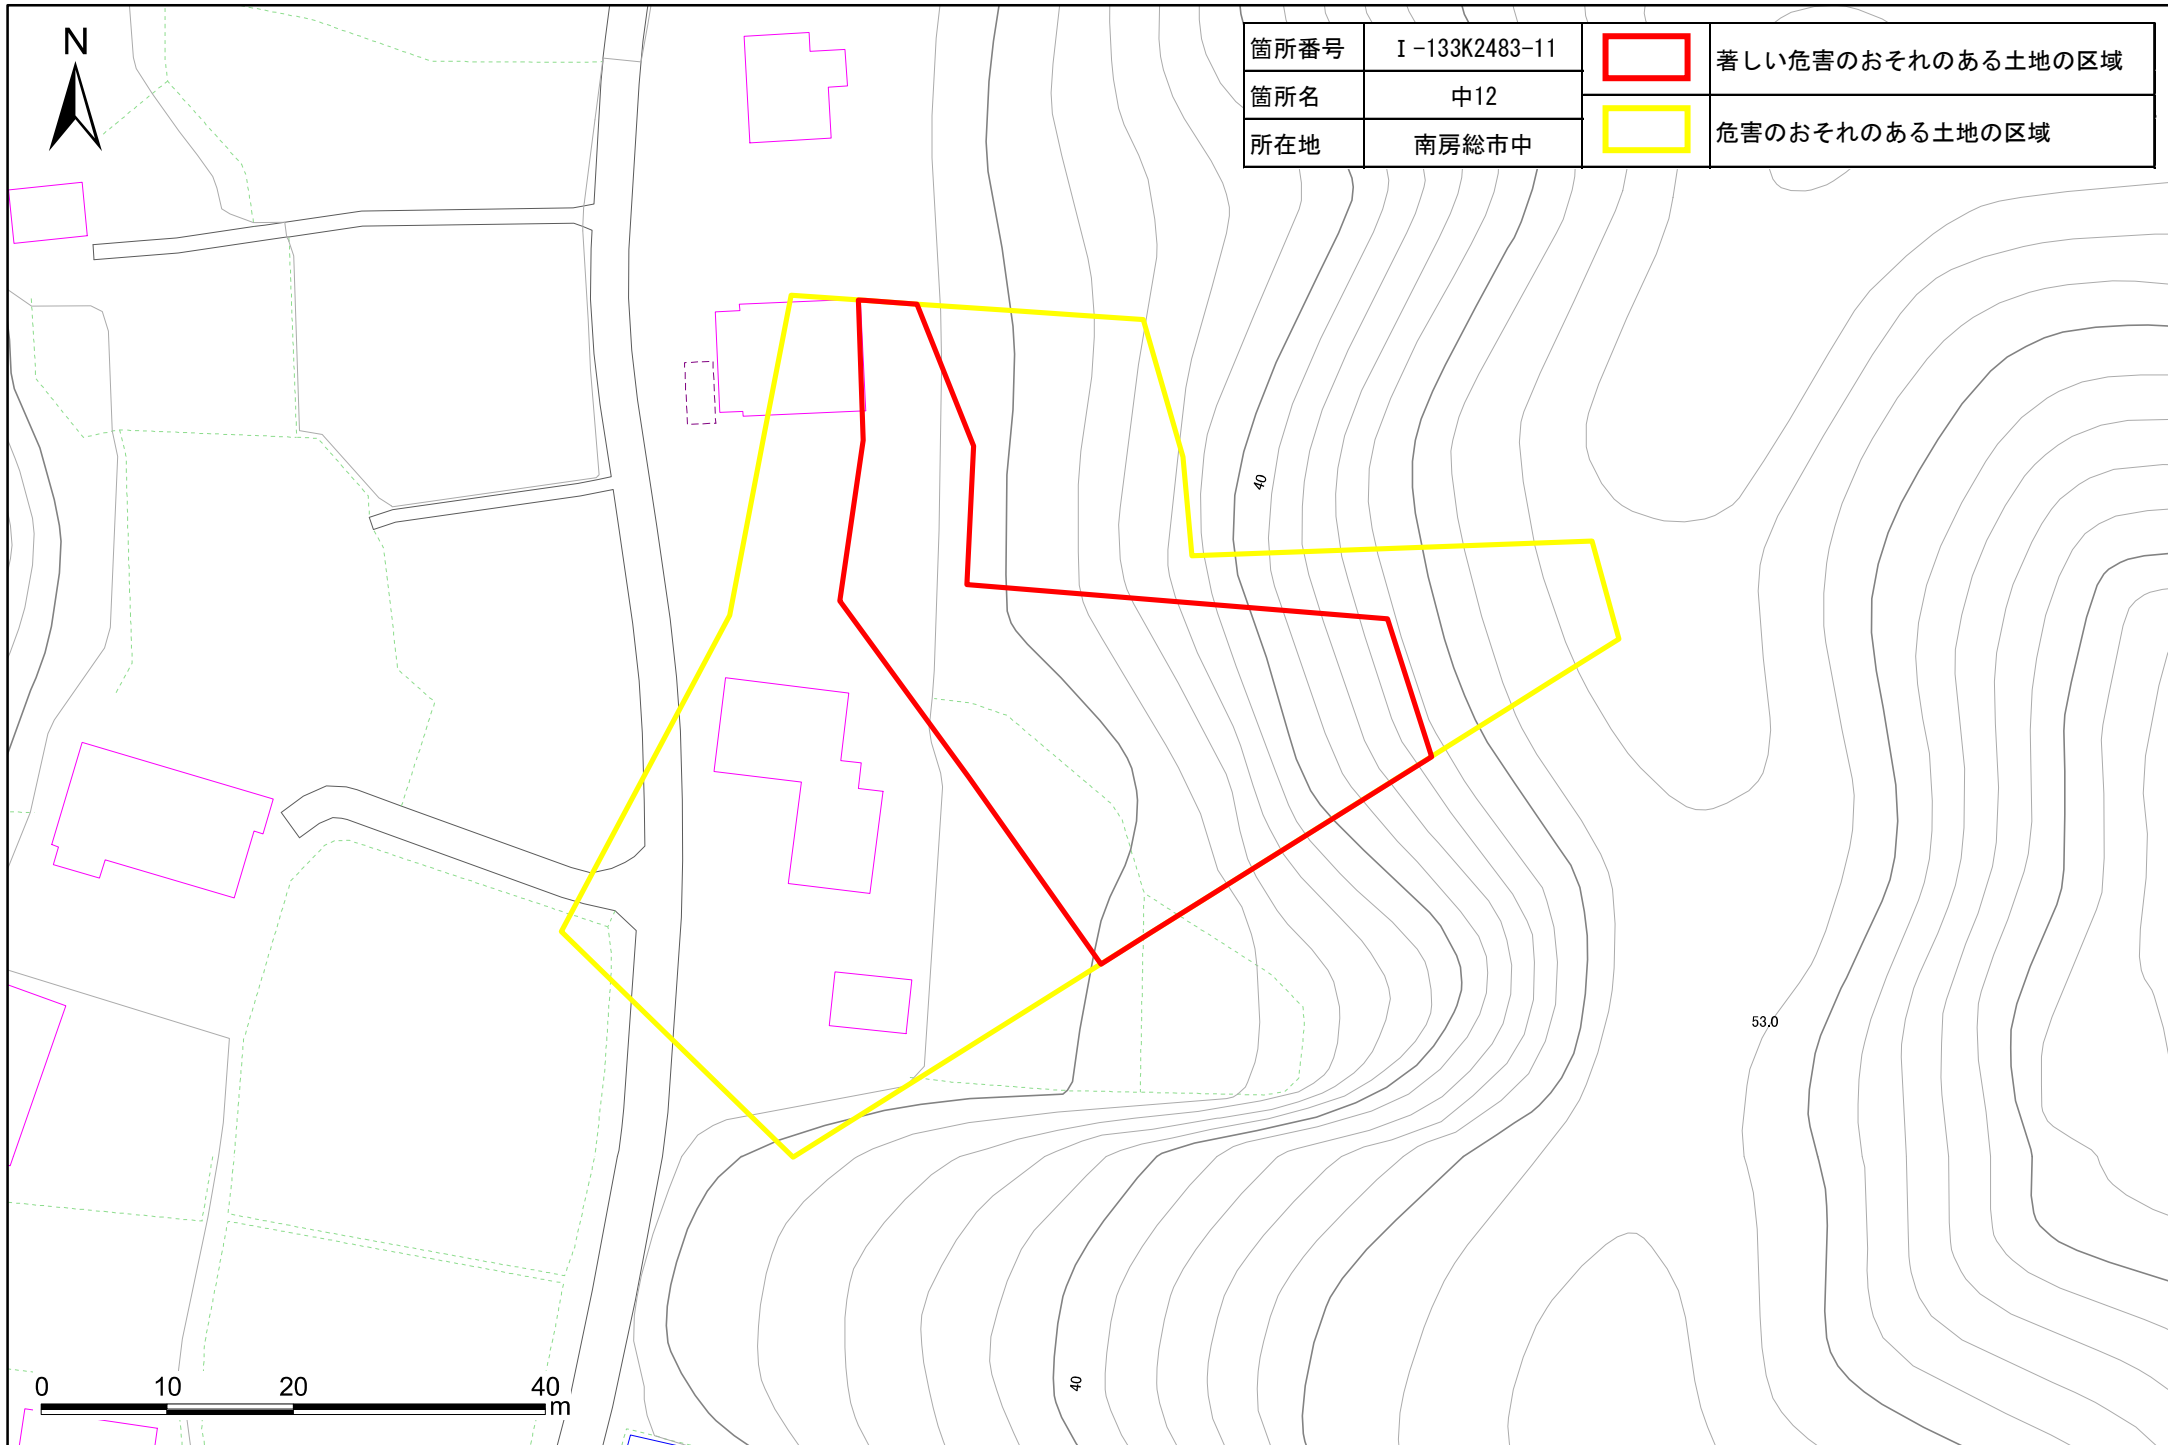 N
箇所番号 Ⅰ-133K2483-11
箇所名 中12
所在地 南房総市中
著しい危害のおそれのある土地の区域
危害のおそれのある土地の区域
40
53.0
40
0 10 20 40
m